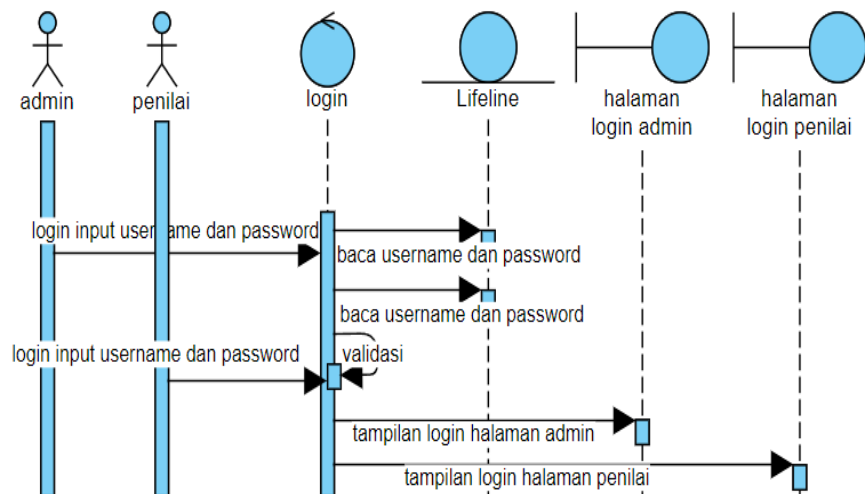 admin
penilai
login
Lifeline
halaman
login admin
halaman
login penilai
login input username dan password
baca username dan password
baca username dan password
login input username dan password
validasi
tampilan login halaman admin
tampilan login halaman penilai